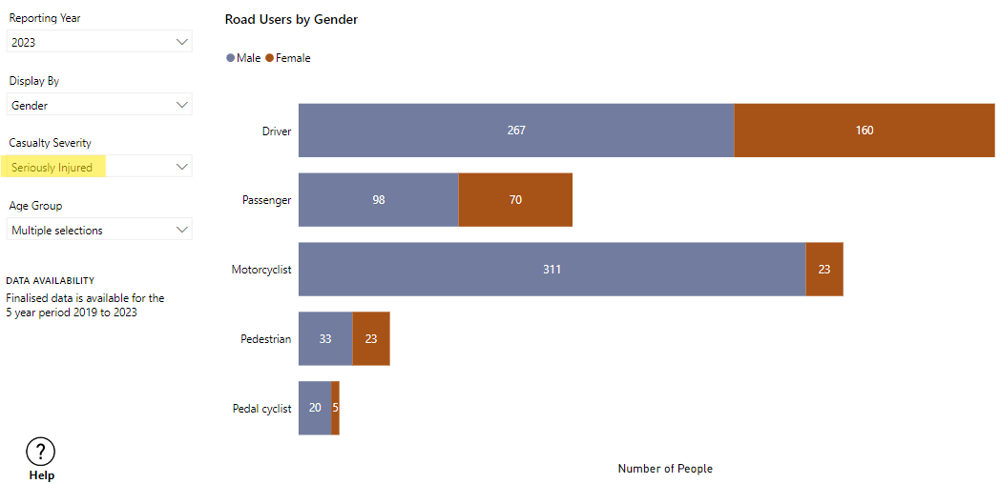 Reporting Year
2023
Display By
Gender
Casualty Severity
Seriously Injured
Age Group
Multiple selections
DATA AVAILABILITY
Finalised data is available for the
5 year period 2019 to 2023
?
Help
Road Users by Gender
Male Female
Driver 267 160
Passenger 98 70
Motorcyclist 311 23
Pedestrian 33 23
Pedal cyclist 20 5
Number of People